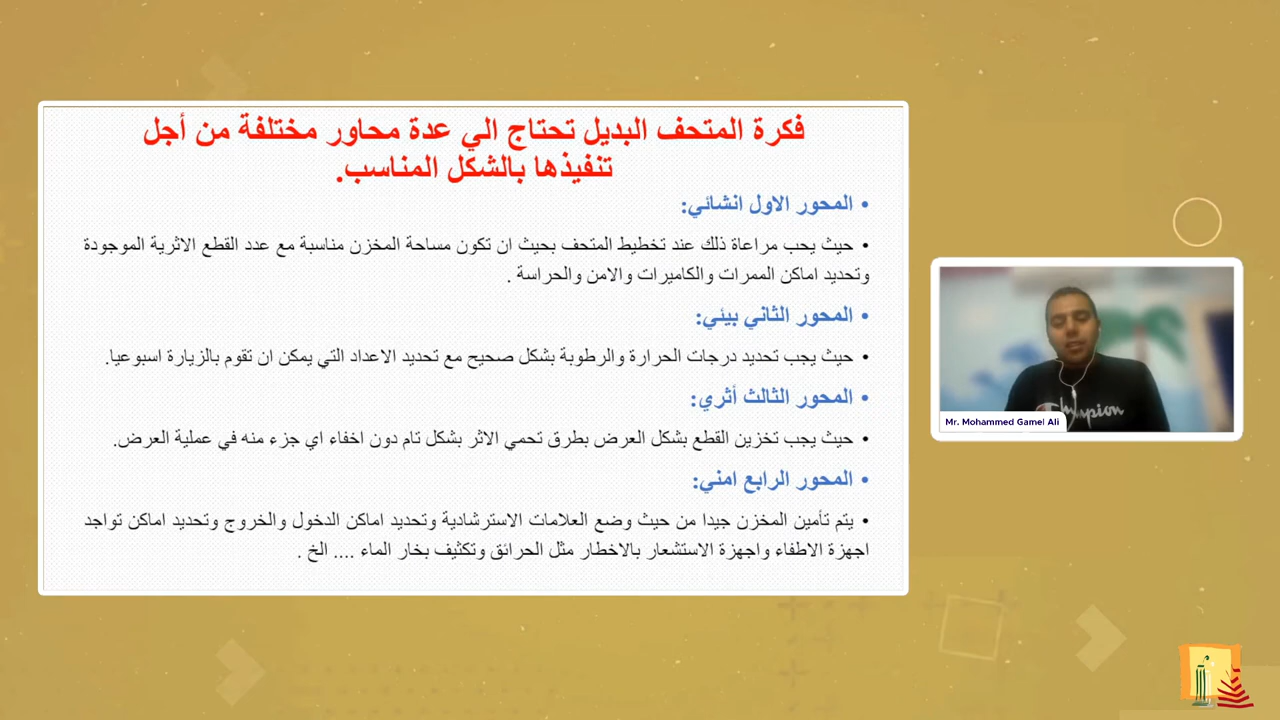 فكرة المتحف البديل تحتاج الي عدة محاور مختلفة من أجل
تنفيذها بالشكل المناسب.
• المحور الاول انشائي:
• حيث يحب مراعاة ذلك عند تخطيط المتحف بحيث ان تكون مساحة المخزن مناسبة مع عدد القطع الاثرية الموجودة
وتحديد اماكن الممرات والكاميرات والامن والحراسة .
• المحور الثاني بيئي:
• حيث يجب تحديد درجات الحرارة والرطوبة بشكل صحيح مع تحديد الاعداد التي يمكن ان تقوم بالزيارة اسبوعيا.
• المحور الثالث أثري:
• حيث يجب تخزين القطع بشكل العرض بطرق تحمي الاثر بشكل تام دون اخفاء اي جزء منه في عملية العرض.
• المحور الرابع امني:
• يتم تأمين المخزن جيدا من حيث وضع العلامات الاسترشادية وتحديد اماكن الدخول والخروج وتحديد اماكن تواجد
اجهزة الاطفاء واجهزة الاستشعار بالاخطار مثل الحرائق وتكثيف بخار الماء .... الخ .
Champion
Mr. Mohammed Gamel Ali